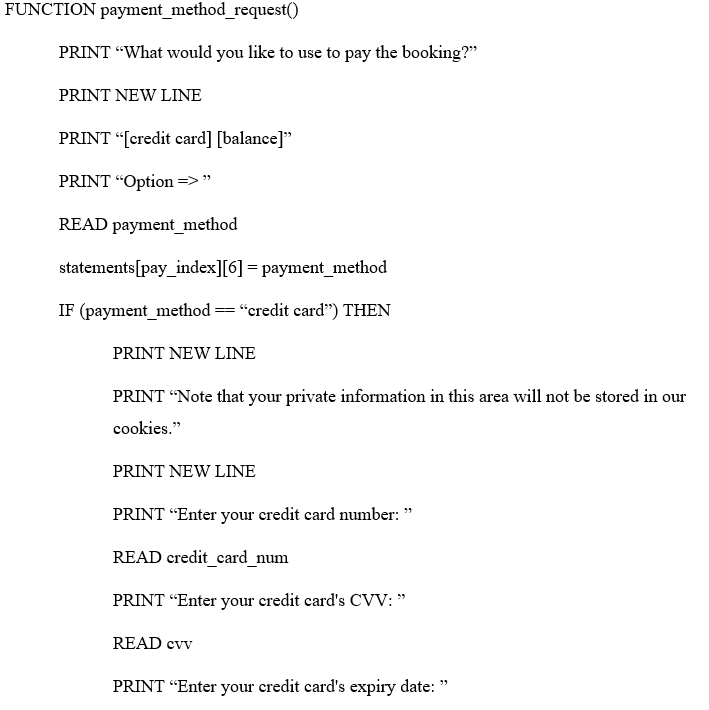 FUNCTION payment_method_request()
PRINT “What would you like to use to pay the booking?”
PRINT NEW LINE
PRINT “[credit card] [balance]”
PRINT “Option => ”
READ payment_method
statements[pay_index][6] = payment_method
IF (payment_method == “credit card”) THEN
PRINT NEW LINE
PRINT “Note that your private information in this area will not be stored in our
cookies.”
PRINT NEW LINE
PRINT “Enter your credit card number: ”
READ credit_card_num
PRINT “Enter your credit card's CVV: ”
READ cvv
PRINT “Enter your credit card's expiry date: ”